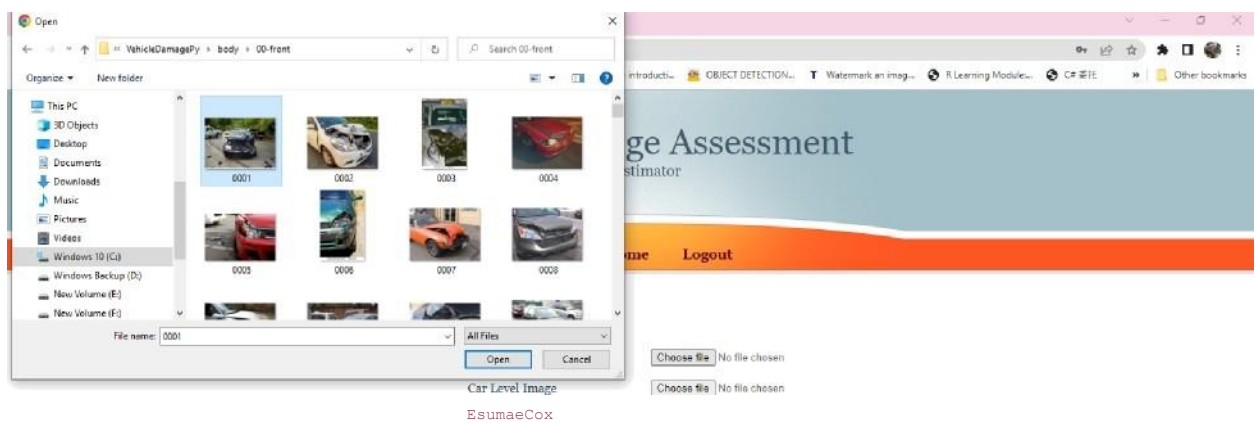 Open
VehicleDamagePy › body › 00-front
Search 00-front
Organize
New folder
This PC
3D Objects
Desktop
Documents
Downloads
Music
Pictures
Videos
Windows 10 (C:)
Windows Backup (D:)
New Volume (E:)
New Volume (F:)
0001
0002
0003
0004
0005
0006
0007
0008
File name: 0001
All Files
Open
Cancel
introducti...
OBJECT DETECTION...
Watermark an imag...
R Learning Module:...
Other bookmarks
ge Assessment
stimator
me
Logout
Choose file No file chosen
Car Level Image
Choose file No file chosen
EsumaeCox